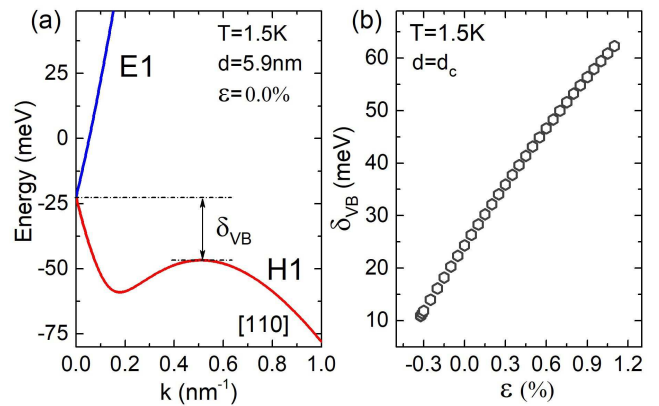 (a)
E1
T=1.5K
d=5.9nm
ε=0.0%
δVB
H1
[110]
Energy (meV)
25
0
-25
-50
-75
0.0 0.2 0.4 0.6 0.8 1.0
k (nm⁻¹)
(b)
T=1.5K
d=dc
δVB (meV)
60
50
40
30
20
10
-0.3 0.0 0.3 0.6 0.9 1.2
ε (%)